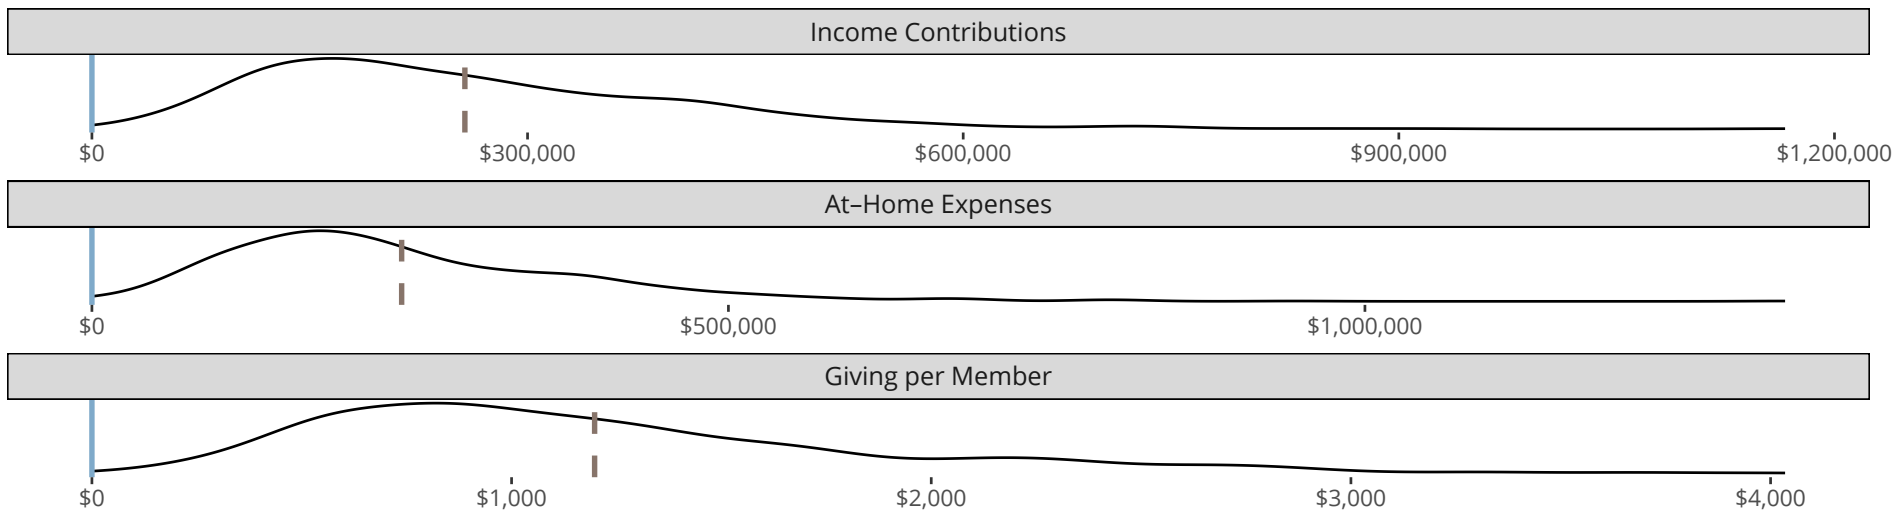 Income Contributions
$0 $300,000 $600,000 $900,000 $1,200,000
At–Home Expenses
$0 $500,000 $1,000,000
Giving per Member
$0 $1,000 $2,000 $3,000 $4,000